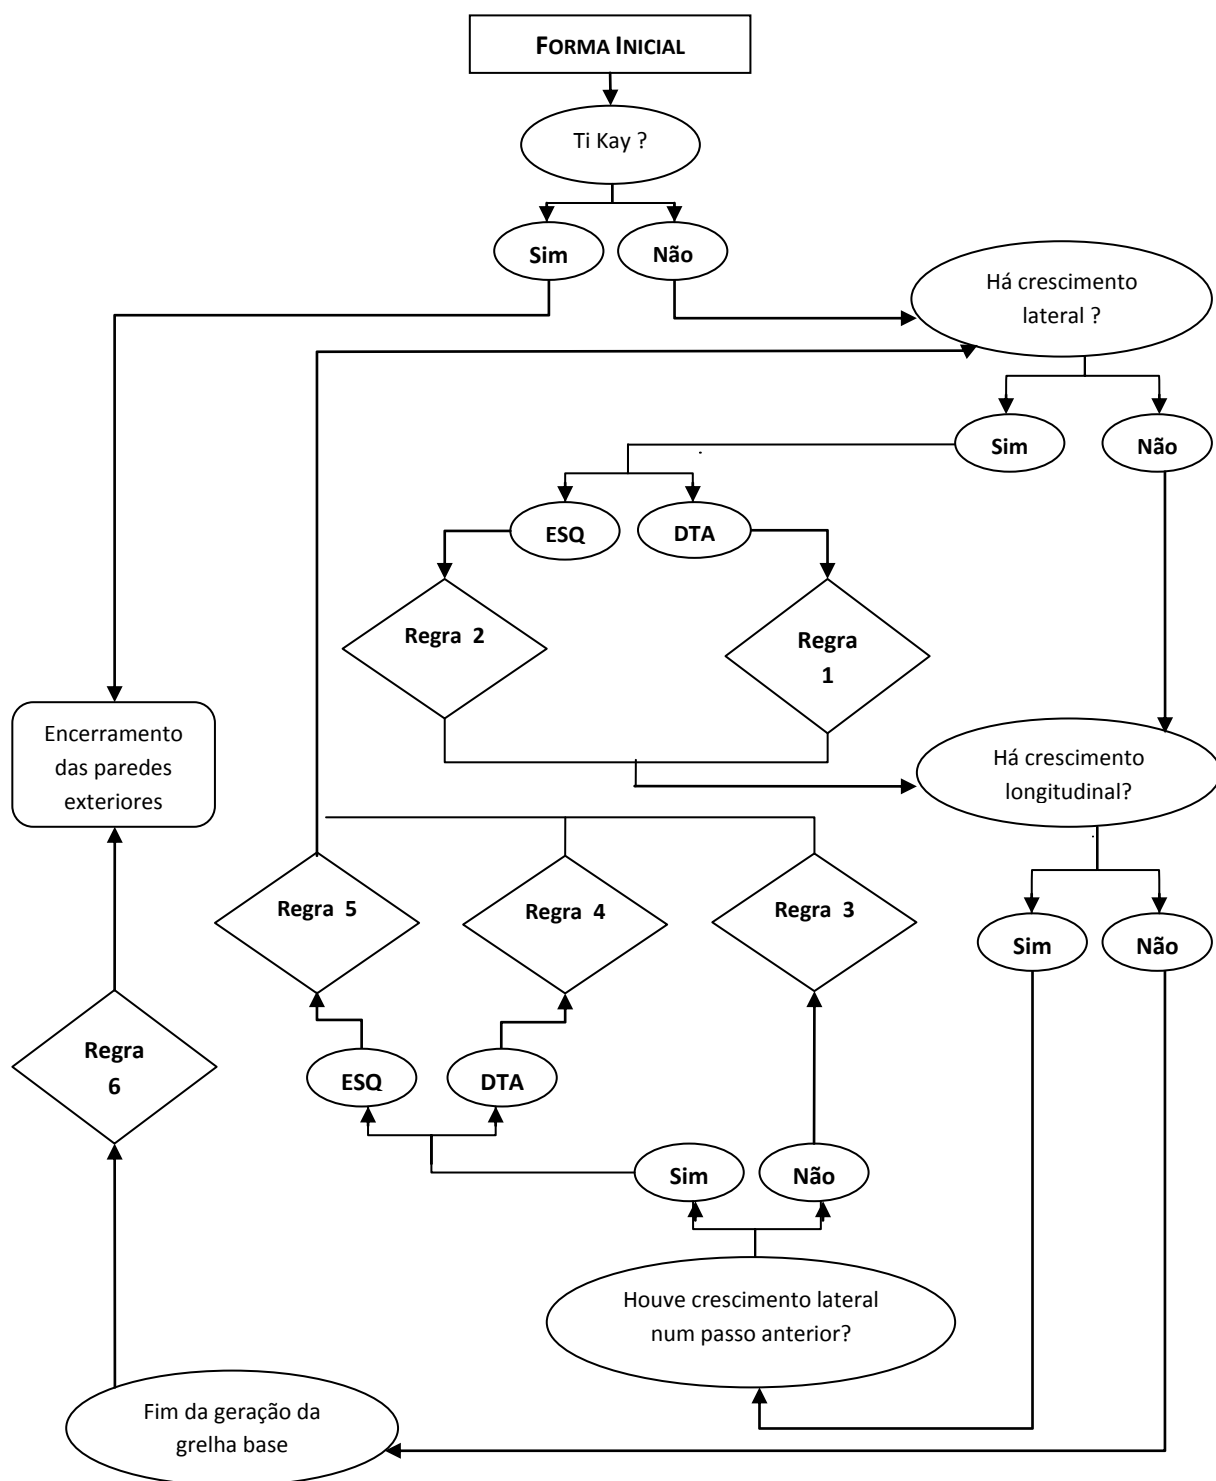 FORMA INICIAL
Ti Kay ?
Sim
Não
Há crescimento
lateral ?
Sim
Não
ESQ
DTA
Regra 2
Regra
1
Encerramento
das paredes
exteriores
Há crescimento
longitudinal?
Regra 5
Regra 4
Regra 3
Sim
Não
Regra
6
ESQ
DTA
Sim
Não
Houve crescimento lateral
num passo anterior?
Fim da geração da
grelha base